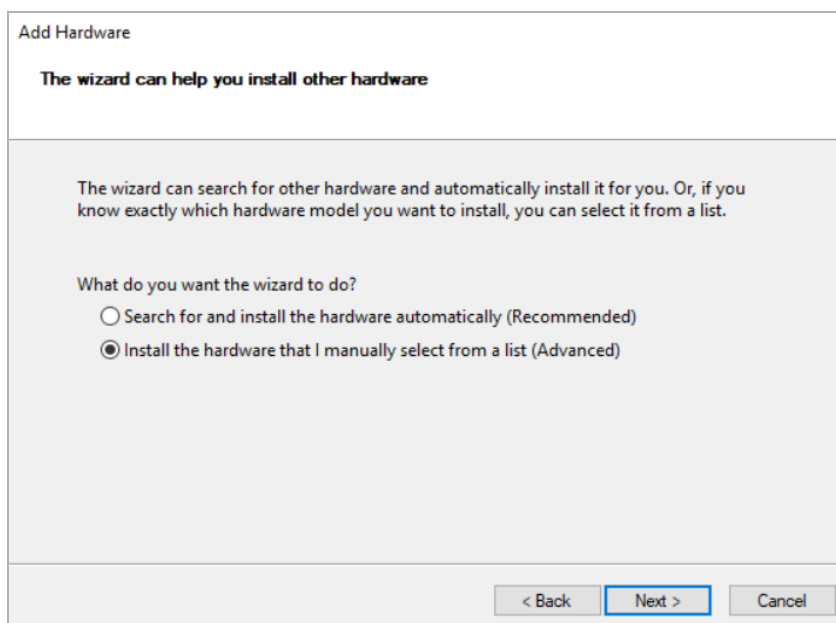 Add Hardware
The wizard can help you install other hardware
The wizard can search for other hardware and automatically install it for you. Or, if you
know exactly which hardware model you want to install, you can select it from a list.
What do you want the wizard to do?
Search for and install the hardware automatically (Recommended)
Install the hardware that I manually select from a list (Advanced)
< Back Next > Cancel